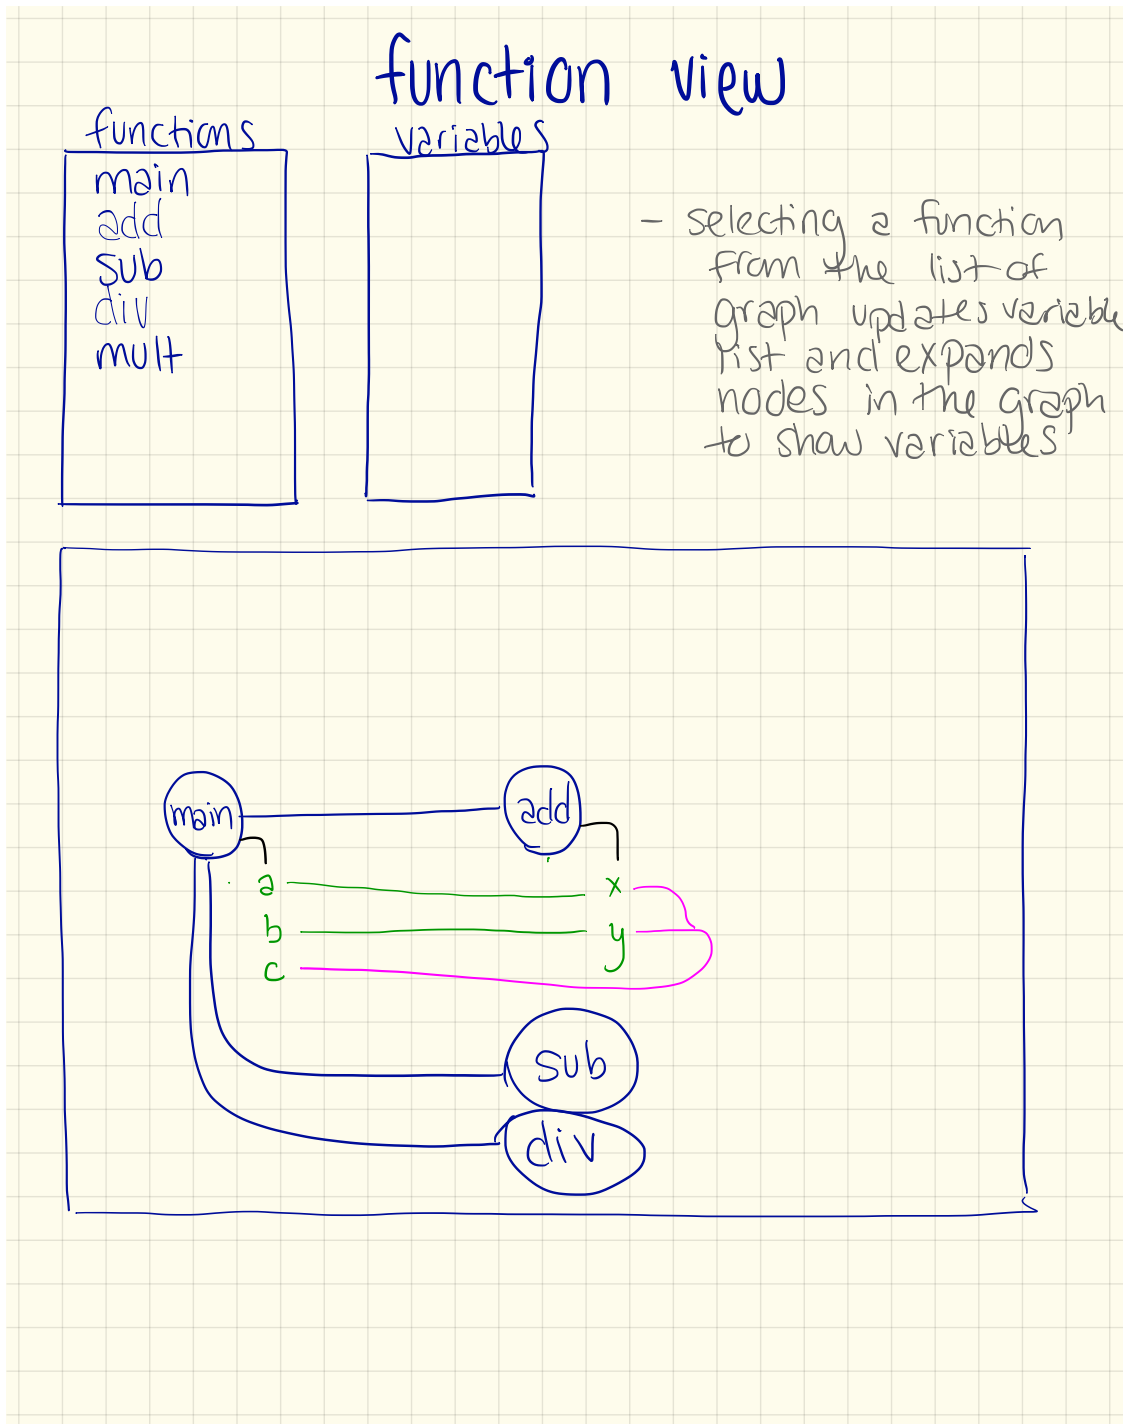 function view
functions
main
add
sub
div
mult
variables
- selecting a function
from the list of
graph updates variable
list and expands
nodes in the graph
to show variables
main
add
a
x
b
y
c
sub
div